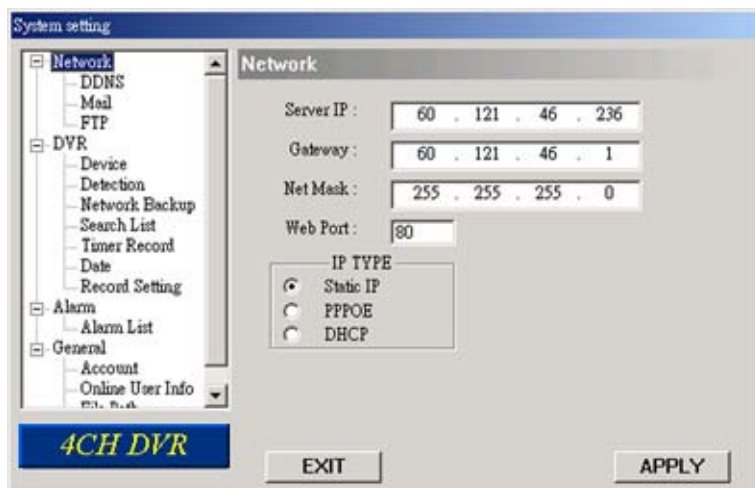 System setting
Network
DDNS
Mail
FTP
DVR
Device
Detection
Network Backup
Search List
Timer Record
Date
Record Setting
Alarm
Alarm List
General
Account
Online User Info
File Path
4CH DVR
Network
Server IP : 60 . 121 . 46 . 236
Gateway : 60 . 121 . 46 . 1
Net Mask : 255 . 255 . 255 . 0
Web Port : 80
IP TYPE
Static IP
PPPOE
DHCP
EXIT
APPLY